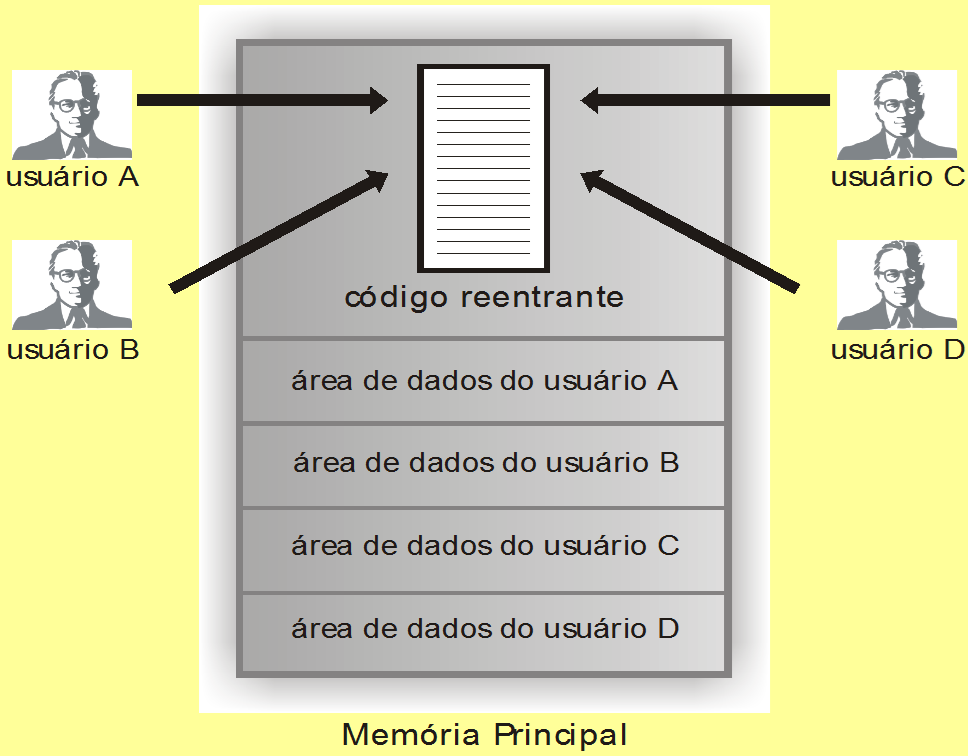 usuário A
usuário C
usuário B
usuário D
código reentrante
área de dados do usuário A
área de dados do usuário B
área de dados do usuário C
área de dados do usuário D
Memória Principal